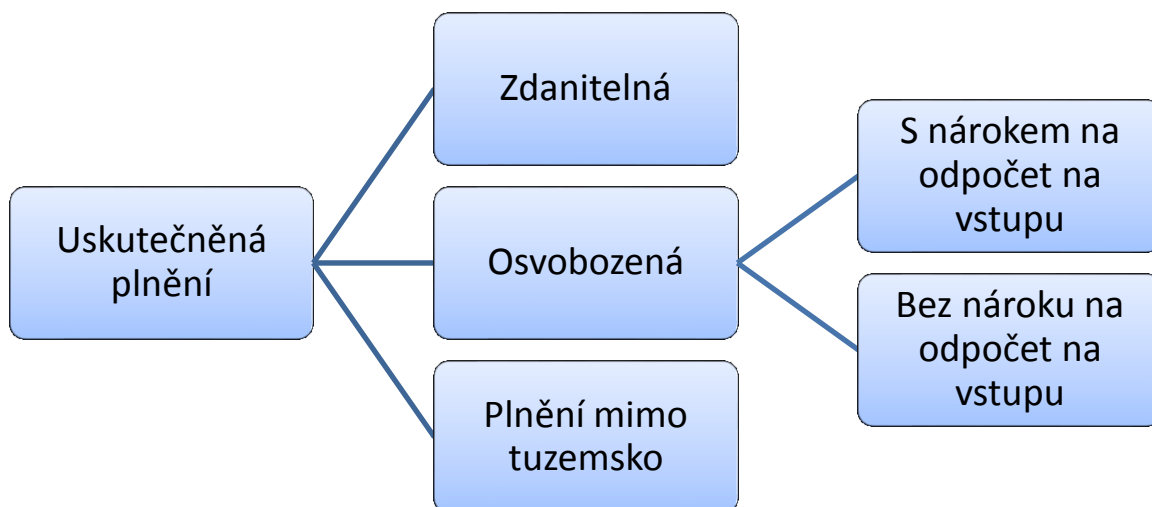 Uskutečněná
plnění
Zdanitelná
Osvobozená
Plnění mimo
tuzemsko
S nárokem na
odpočet na
vstupu
Bez nároku na
odpočet na
vstupu